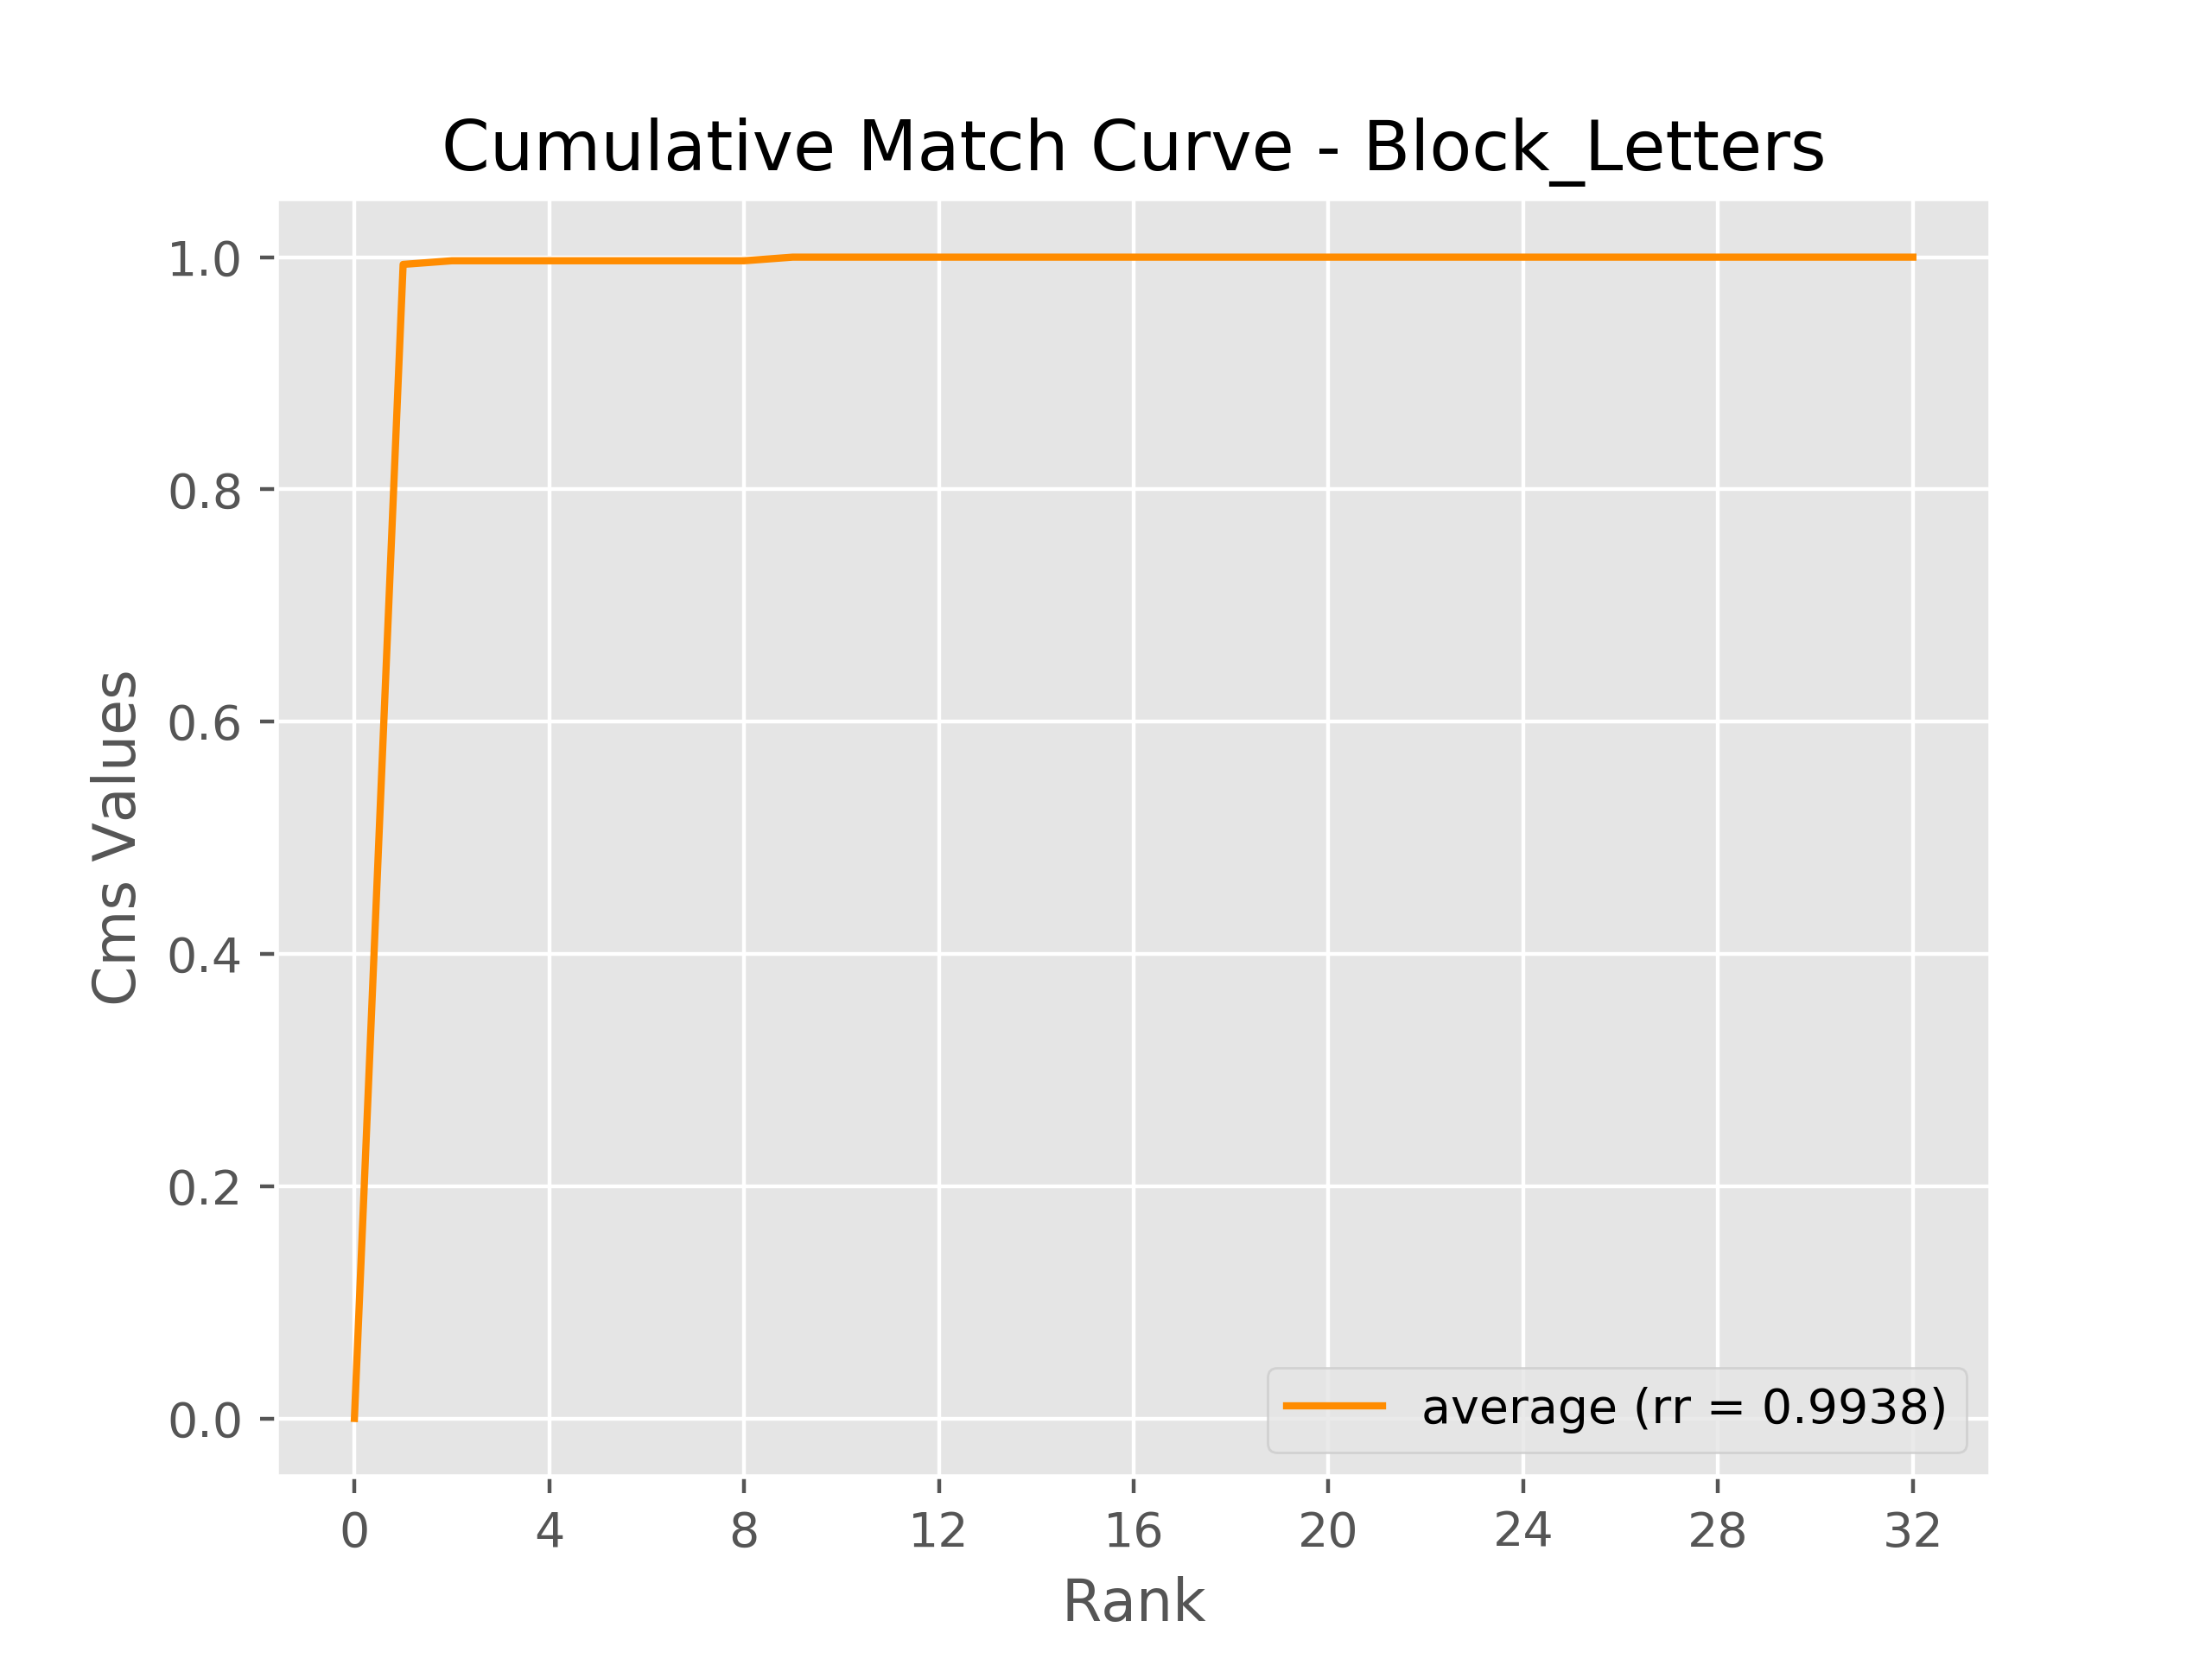 Cumulative Match Curve - Block_Letters
1.0
0.8
0.6
0.4
0.2
0.0
Cms Values
average (rr = 0.9938)
0 4 8 12 16 20 24 28 32
Rank